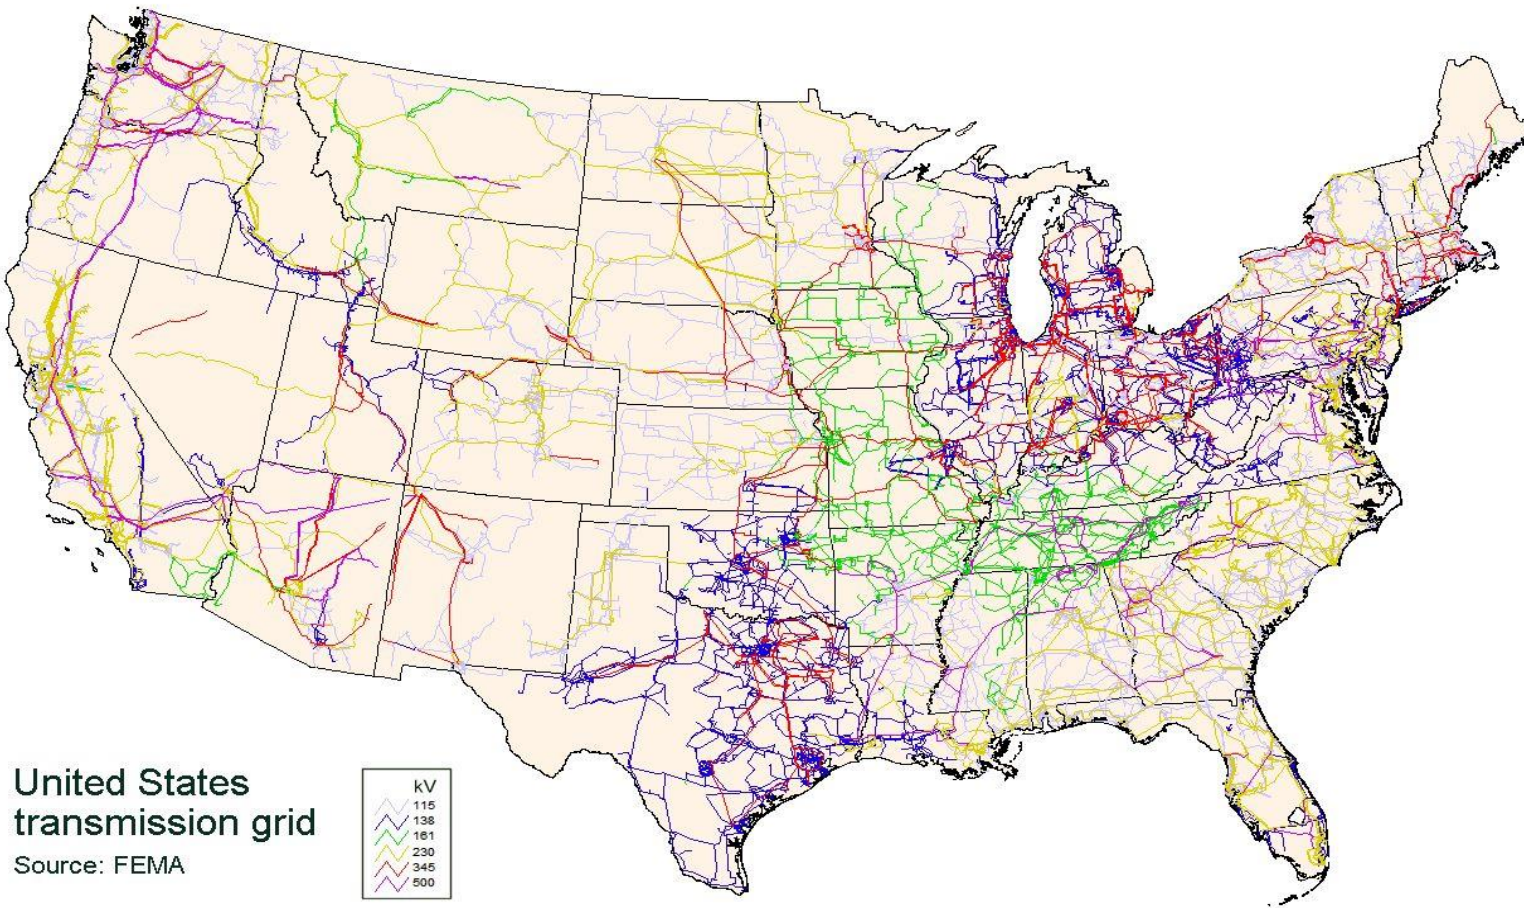 United States
transmission grid
Source: FEMA
kV
115
138
161
230
345
500